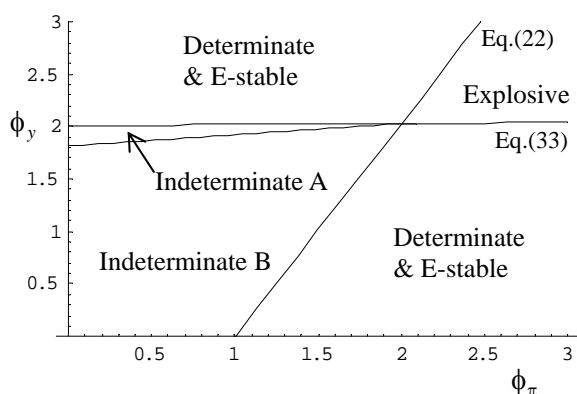 3
Determinate
& E-stable
Eq.(22)
2.5
Explosive
ϕy
2
Eq.(33)
1.5
Indeterminate A
1
Indeterminate B
Determinate
& E-stable
0.5
0.5 1 1.5 2 2.5 3
ϕπ